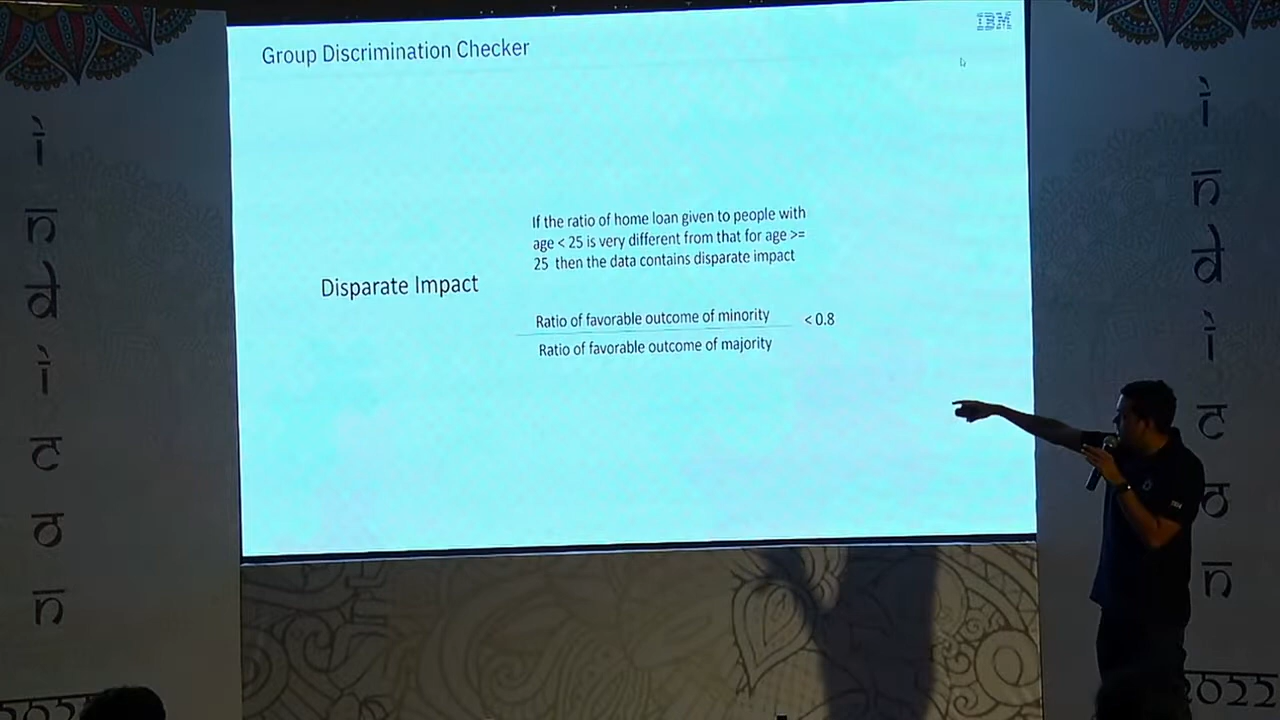 IBM
Group Discrimination Checker
If the ratio of home loan given to people with
age < 25 is very different from that for age >=
25 then the data contains disparate impact
Disparate Impact
Ratio of favorable outcome of minority
< 0.8
Ratio of favorable outcome of majority
2022